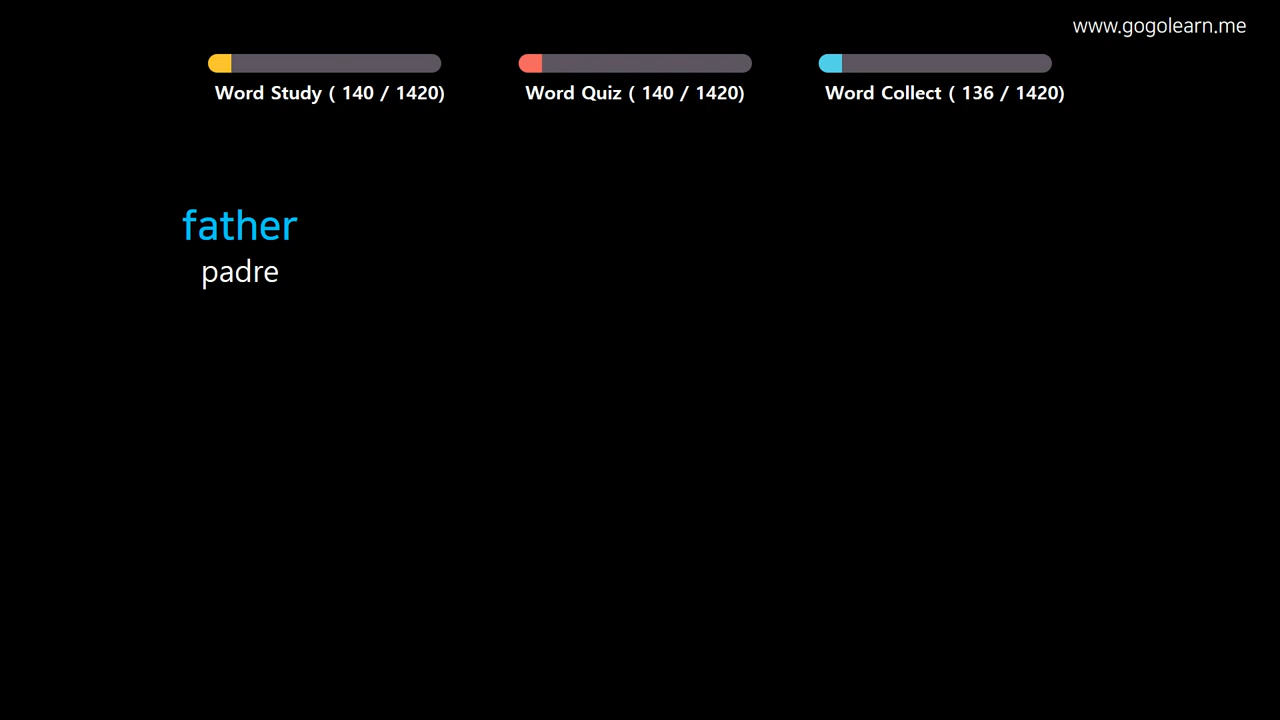 www.gogolearn.me
Word Study ( 140 / 1420)
Word Quiz ( 140 / 1420)
Word Collect ( 136 / 1420)
father
padre